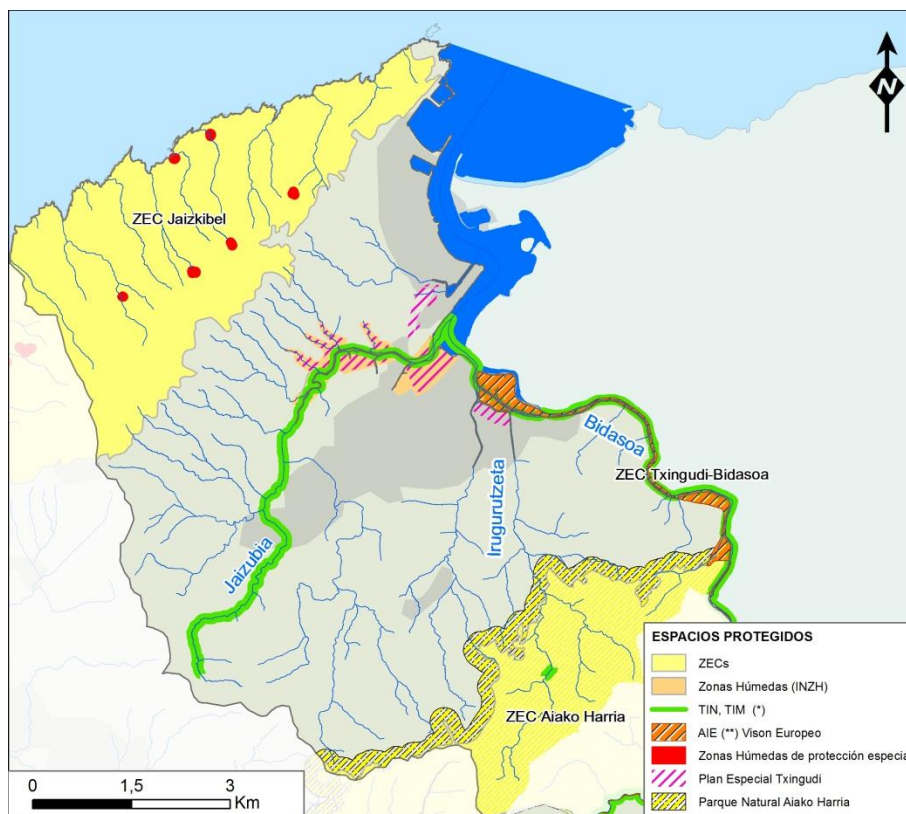 N
ZEC Jaizkibel
Bidasoa
ZEC Txingudi-Bidasoa
Irugurutzeta
Jaizubia
ZEC Aiako Harria
ESPACIOS PROTEGIDOS
ZECs
Zonas Húmedas (INZH)
TIN, TIM (*)
AIE (**) Vison Europeo
Zonas Húmedas de protección especial
Plan Especial Txingudi
Parque Natural Aiako Harria
0 1,5 3
Km